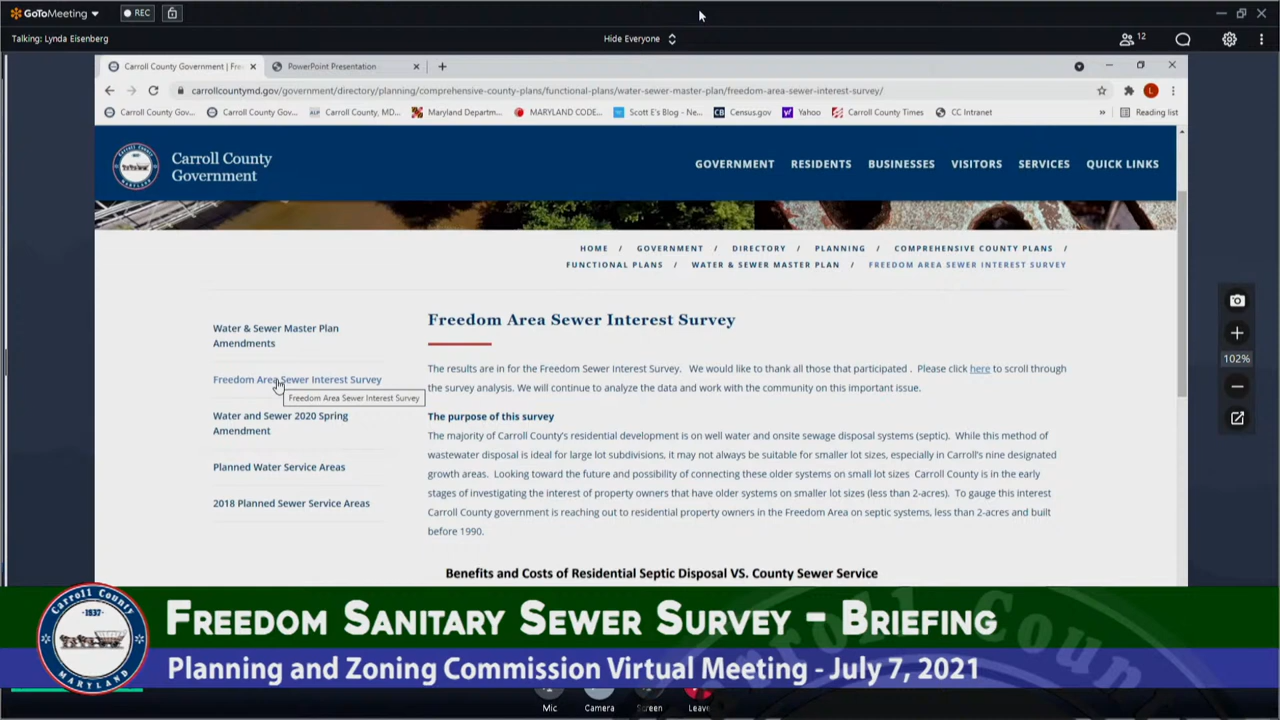 GoToMeeting
REC
Talking: Lynda Eisenberg
Hide Everyone
12
Carroll County Government | Fre
PowerPoint Presentation
carrollcountymd.gov/government/directory/planning/comprehensive-county-plans/functional-plans/water-sewer-master-plan/freedom-area-sewer-interest-survey/
L
Carroll County Gov...
Carroll County Gov...
Carroll County, MD...
Maryland Departm...
MARYLAND CODE...
Scott E's Blog - Ne...
Census.gov
Yahoo
Carroll County Times
CC Intranet
»
Reading list
Carroll County
Government
GOVERNMENT RESIDENTS BUSINESSES VISITORS SERVICES QUICK LINKS
HOME / GOVERNMENT / DIRECTORY / PLANNING / COMPREHENSIVE COUNTY PLANS /
FUNCTIONAL PLANS / WATER & SEWER MASTER PLAN / FREEDOM AREA SEWER INTEREST SURVEY
Water & Sewer Master Plan
Amendments
Freedom Area Sewer Interest Survey
Freedom Area Sewer Interest Survey
Water and Sewer 2020 Spring
Amendment
Planned Water Service Areas
2018 Planned Sewer Service Areas
Freedom Area Sewer Interest Survey
The results are in for the Freedom Sewer Interest Survey. We would like to thank all those that participated . Please click here to scroll through
the survey analysis. We will continue to analyze the data and work with the community on this important issue.
The purpose of this survey
The majority of Carroll County's residential development is on well water and onsite sewage disposal systems (septic). While this method of
wastewater disposal is ideal for large lot subdivisions, it may not always be suitable for smaller lot sizes, especially in Carroll's nine designated
growth areas. Looking toward the future and possibility of connecting these older systems on small lot sizes Carroll County is in the early
stages of investigating the interest of property owners that have older systems on smaller lot sizes (less than 2-acres). To gauge this interest
Carroll County government is reaching out to residential property owners in the Freedom Area on septic systems, less than 2-acres and built
before 1990.
Benefits and Costs of Residential Septic Disposal VS. County Sewer Service
102%
Carroll County
1837
MARYLAND
FREEDOM SANITARY SEWER SURVEY - BRIEFING
Planning and Zoning Commission Virtual Meeting - July 7, 2021
Mic
Camera
Screen
Leave